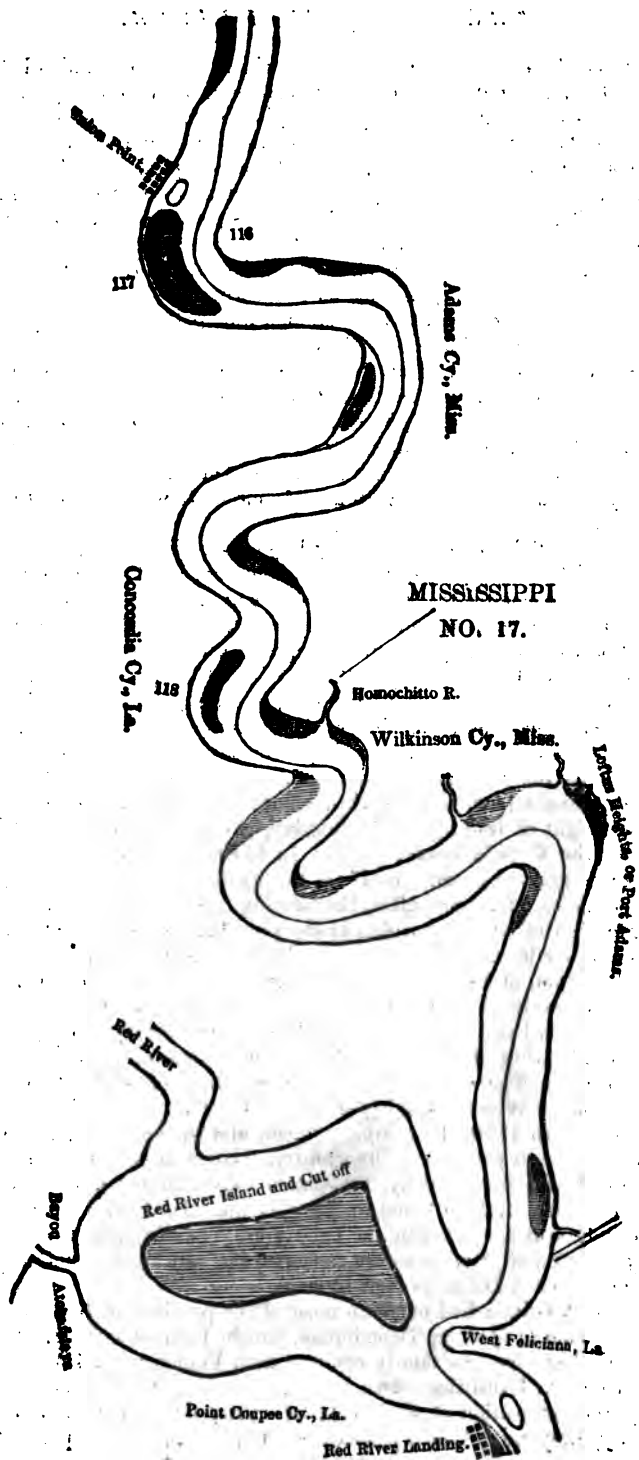 Union Point.
116
117
Adams Cy., Miss.
MISSISSIPPI
NO. 17.
Concordia Cy., La.
118
Homochitto R.
Wilkinson Cy., Miss.
Loftus Heights, or Port Adams.
Red River
Red River Island and Cut off
Bayou
Atchafalaya
West Feliciana, La
Point Coupee Cy., La.
Red River Landing.